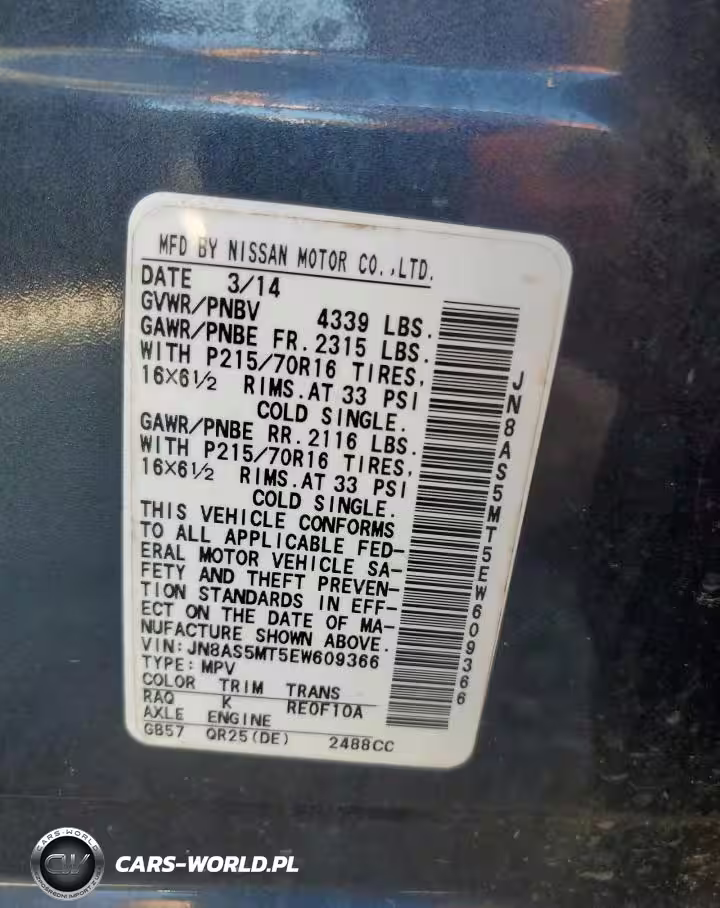 MFD BY NISSAN MOTOR CO.,LTD.
DATE 3/14
GVWR/PNBV 4339 LBS.
GAWR/PNBE FR.2315 LBS.
WITH P215/70R16 TIRES,
16X6½ RIMS.AT 33 PSI
COLD SINGLE.
GAWR/PNBE RR.2116 LBS.
WITH P215/70R16 TIRES,
16X6½ RIMS.AT 33 PSI
COLD SINGLE.
THIS VEHICLE CONFORMS
TO ALL APPLICABLE FED-
ERAL MOTOR VEHICLE SA-
FETY AND THEFT PREVEN-
TION STANDARDS IN EFF-
ECT ON THE DATE OF MA-
NUFACTURE SHOWN ABOVE.
VIN:JN8AS5MT5EW609366
TYPE:MPV
COLOR TRIM TRANS
RAQ K RE0F10A
AXLE ENGINE
GB57 QR25(DE) 2488CC
JN8AS5MT5EW609366
CARS-WORLD
CARS-WORLD.PL